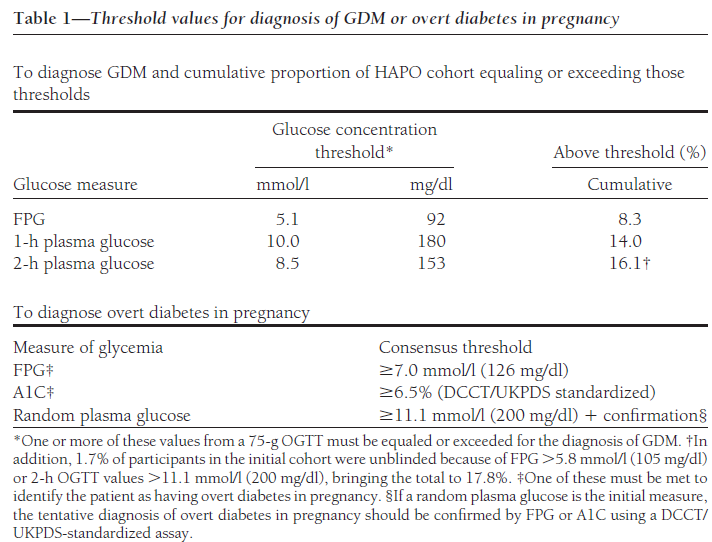 Table 1—Threshold values for diagnosis of GDM or overt diabetes in pregnancy
To diagnose GDM and cumulative proportion of HAPO cohort equaling or exceeding those
thresholds
Glucose concentration
threshold* Above threshold (%)
Glucose measure mmol/l mg/dl Cumulative
FPG 5.1 92 8.3
1-h plasma glucose 10.0 180 14.0
2-h plasma glucose 8.5 153 16.1†
To diagnose overt diabetes in pregnancy
Measure of glycemia Consensus threshold
FPG‡ ≥7.0 mmol/l (126 mg/dl)
A1C‡ ≥6.5% (DCCT/UKPDS standardized)
Random plasma glucose ≥11.1 mmol/l (200 mg/dl) + confirmation§
*One or more of these values from a 75-g OGTT must be equaled or exceeded for the diagnosis of GDM. †In
addition, 1.7% of participants in the initial cohort were unblinded because of FPG >5.8 mmol/l (105 mg/dl)
or 2-h OGTT values >11.1 mmol/l (200 mg/dl), bringing the total to 17.8%. ‡One of these must be met to
identify the patient as having overt diabetes in pregnancy. §If a random plasma glucose is the initial measure,
the tentative diagnosis of overt diabetes in pregnancy should be confirmed by FPG or A1C using a DCCT/
UKPDS-standardized assay.